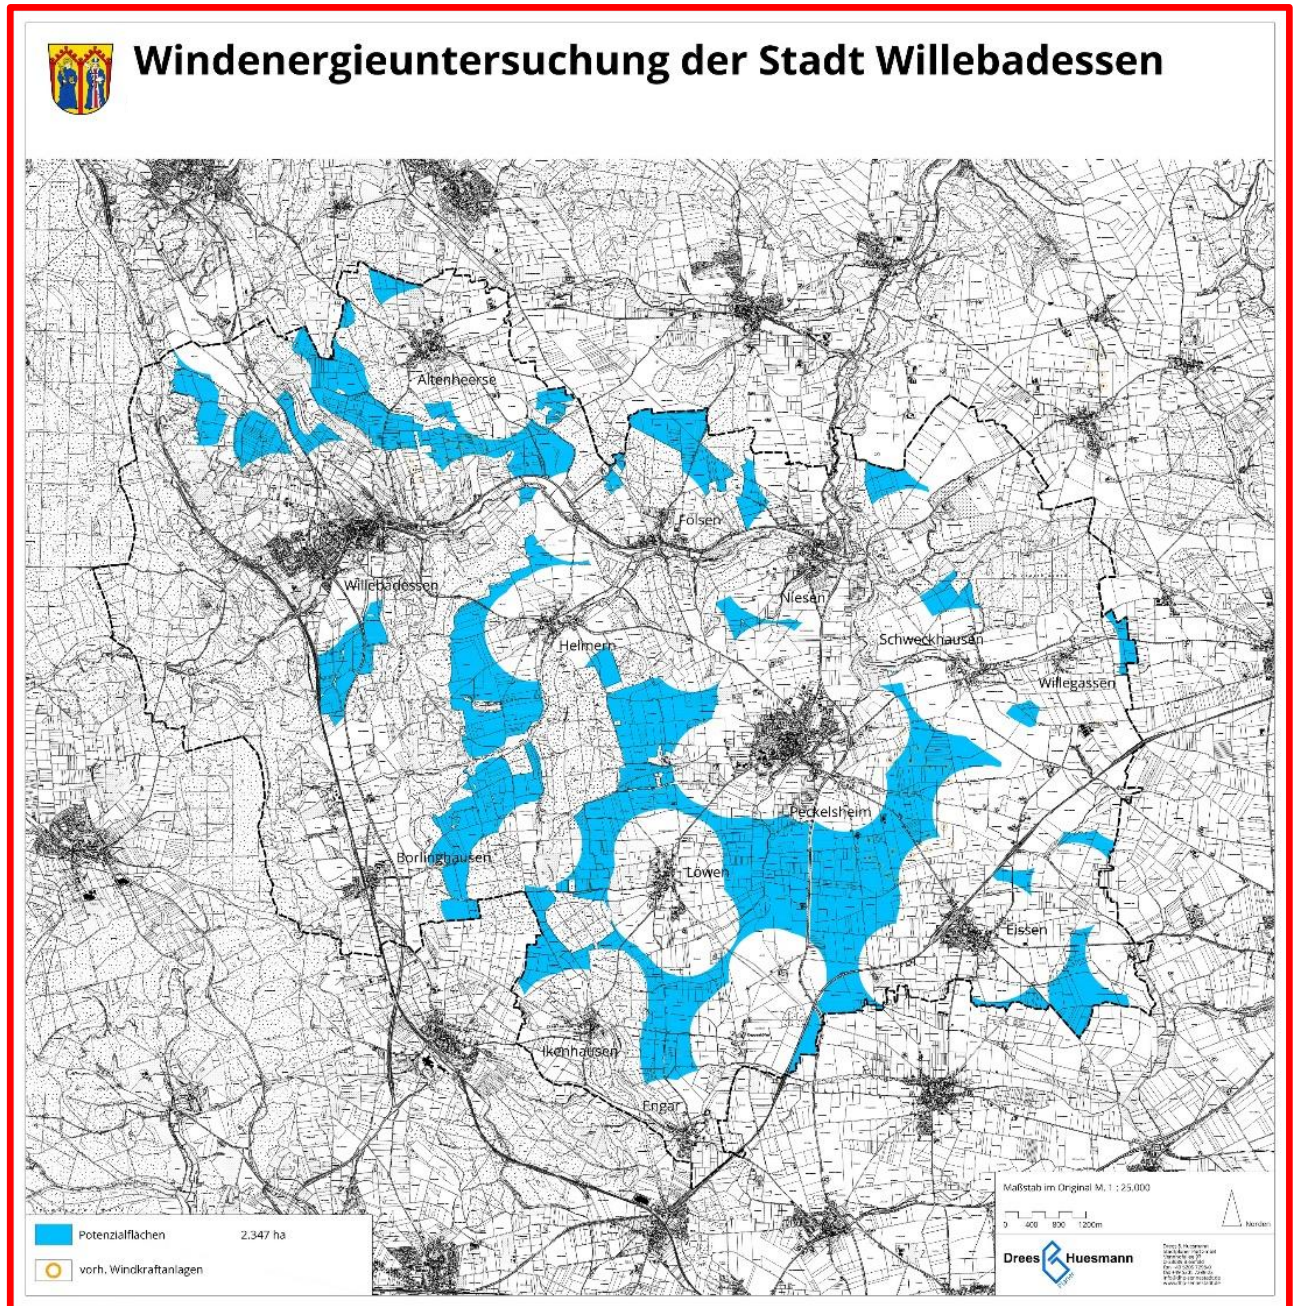 Windenergieuntersuchung der Stadt Willebadessen
Altenheerse
Fölsen
Willebadessen
Niesen
Helmern
Schweckhausen
Willegassen
Peckelsheim
Borlinghausen
Löwen
Eissen
Ikenhausen
Engar
Maßstab im Original M. 1 : 25.000
0 400 800 1200m
Norden
Potenzialflächen 2.347 ha
vorh. Windkraftanlagen
Drees Huesmann